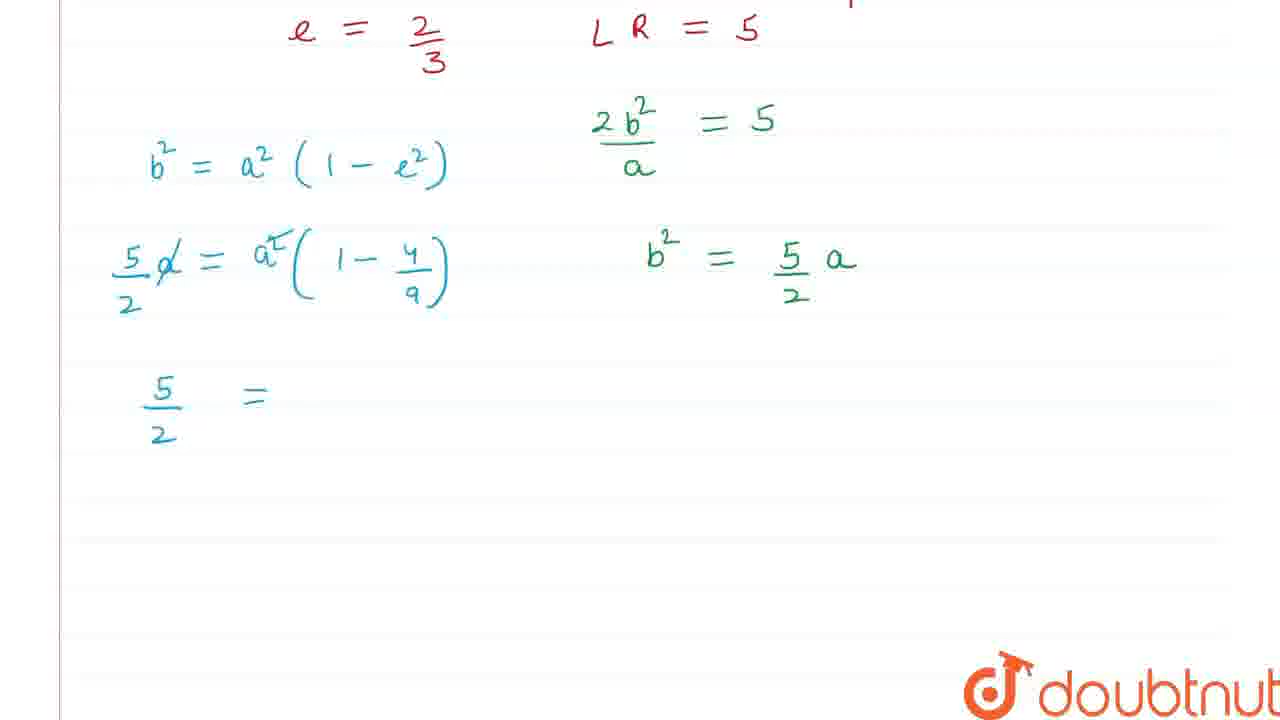 e = 2/3    LR = 5
2b²/a = 5
b² = a² (1 - e²)
5/2 a = a² (1 - 4/9)    b² = 5/2 a
5/2 =
doubtnut